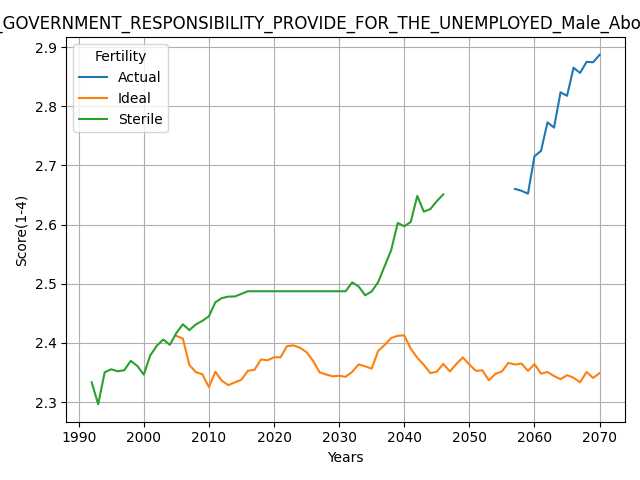 _GOVERNMENT_RESPONSIBILITY_PROVIDE_FOR_THE_UNEMPLOYED_Male_Abo
Fertility
Actual
Ideal
Sterile
Score(1-4)
2.9
2.8
2.7
2.6
2.5
2.4
2.3
1990 2000 2010 2020 2030 2040 2050 2060 2070
Years